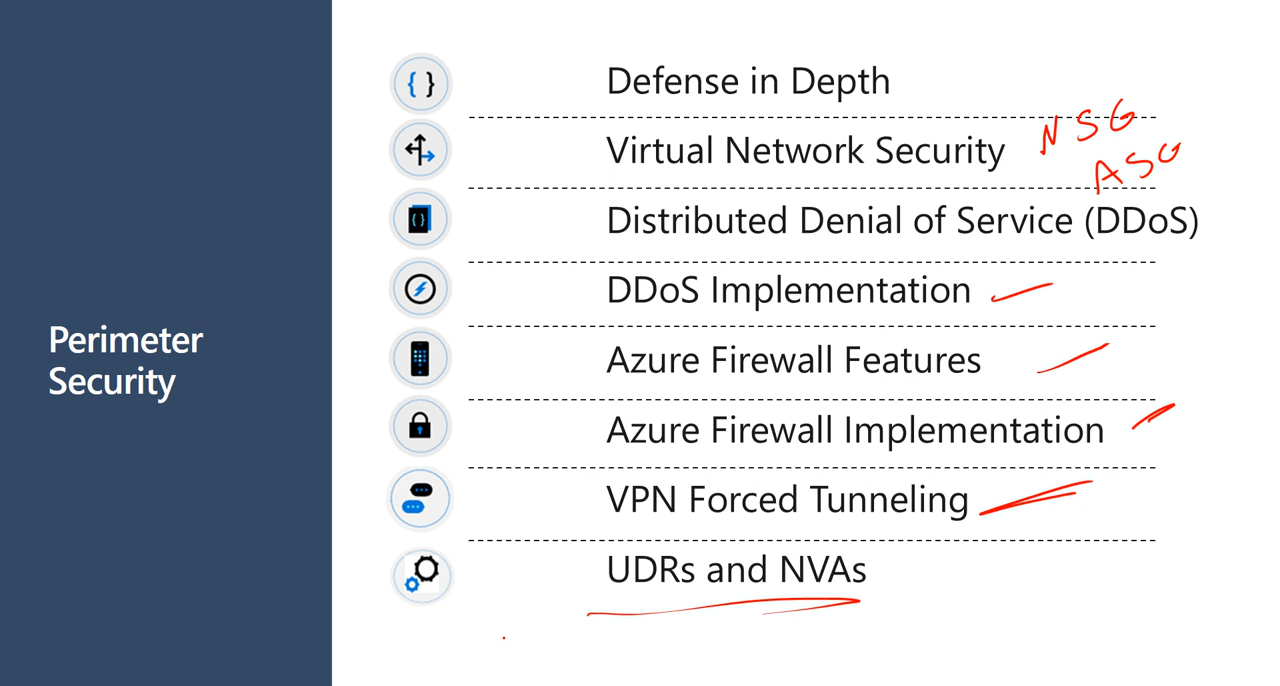 Perimeter
Security
Defense in Depth
Virtual Network Security
NSG
ASG
Distributed Denial of Service (DDoS)
DDoS Implementation
Azure Firewall Features
Azure Firewall Implementation
VPN Forced Tunneling
UDRs and NVAs